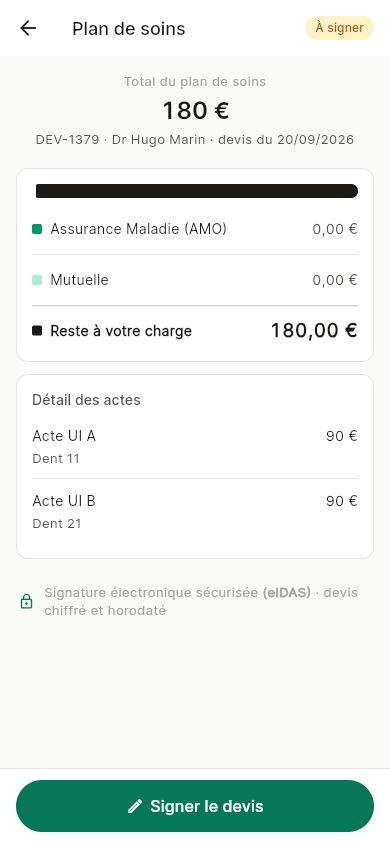 Plan de soins
À signer
Total du plan de soins
180 €
DEV-1379 · Dr Hugo Marin · devis du 20/09/2026
Assurance Maladie (AMO) 0,00 €
Mutuelle 0,00 €
Reste à votre charge 180,00 €
Détail des actes
Acte UI A 90 €
Dent 11
Acte UI B 90 €
Dent 21
Signature électronique sécurisée (eIDAS) · devis
chiffré et horodaté
Signer le devis